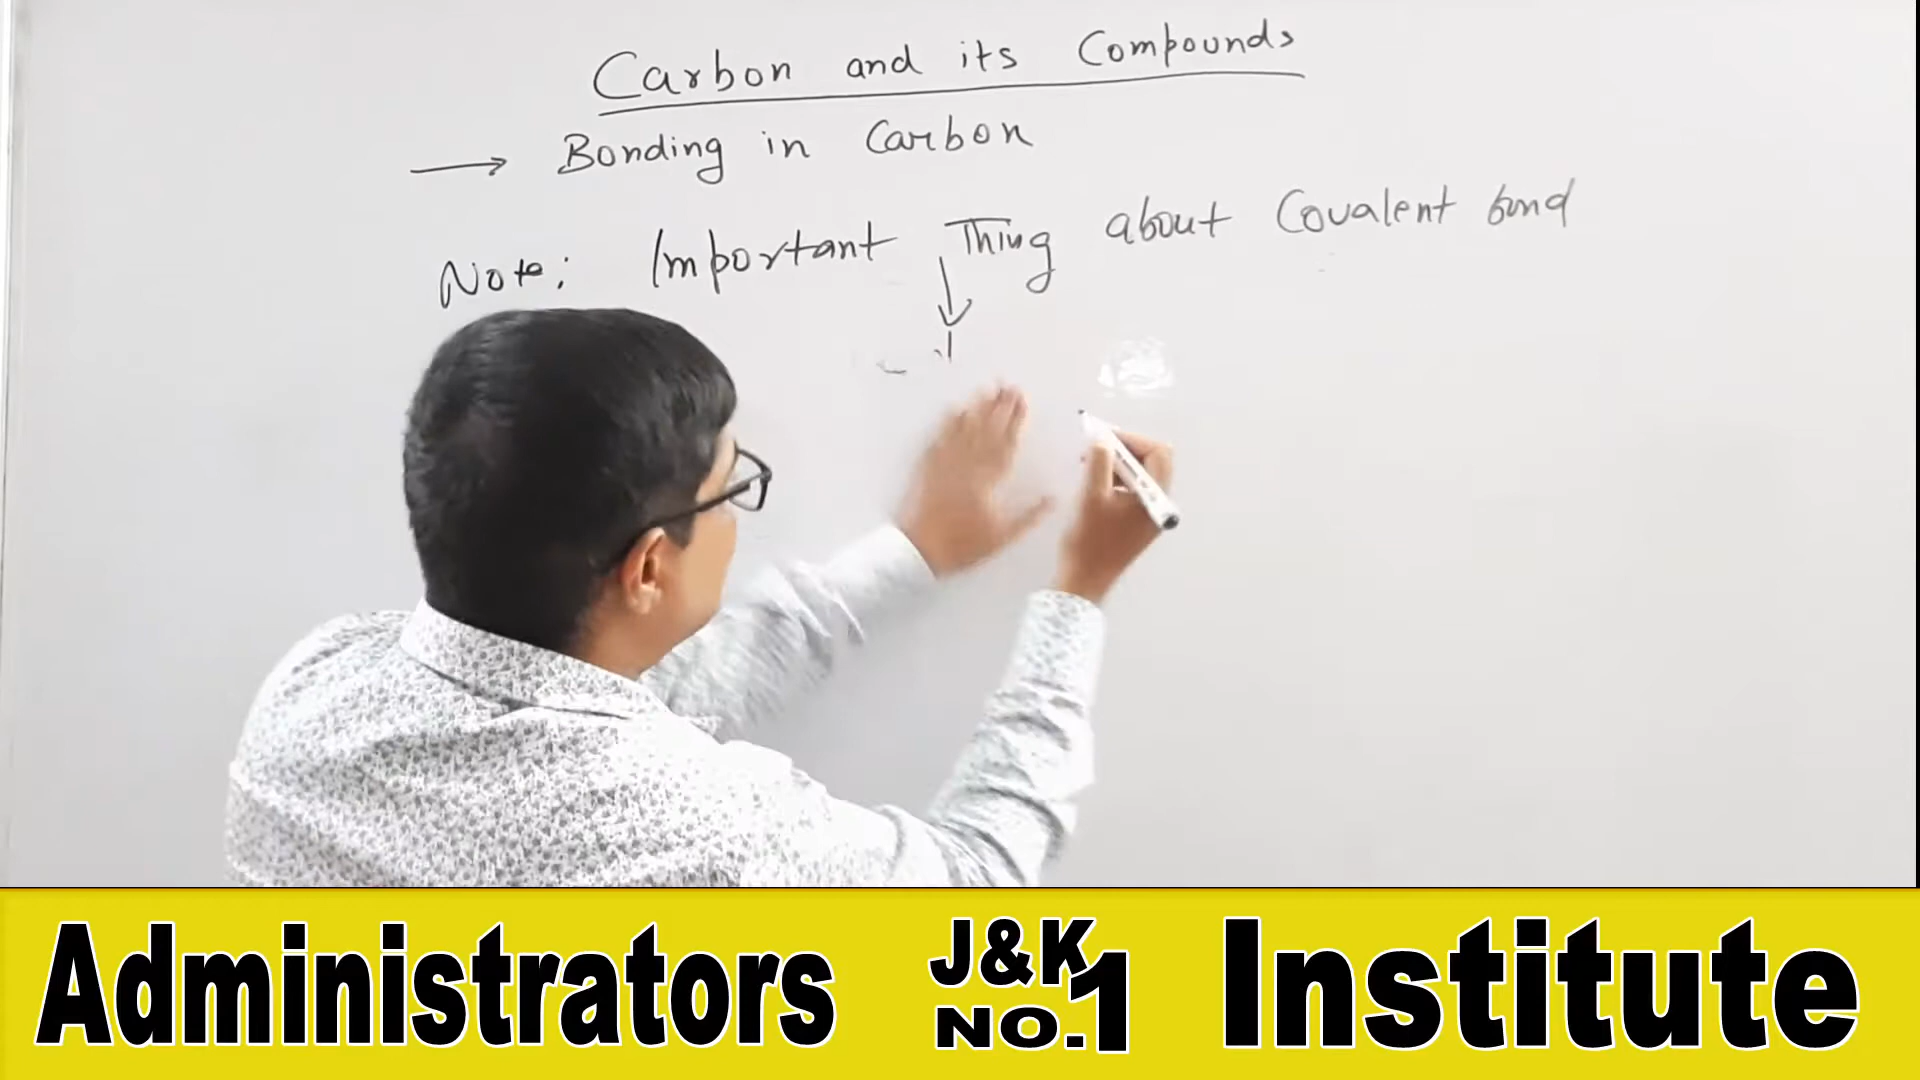 Carbon and its Compounds
→ Bonding in Carbon
Note: Important Thing about Covalent bond
Administrators J&K NO.1 Institute